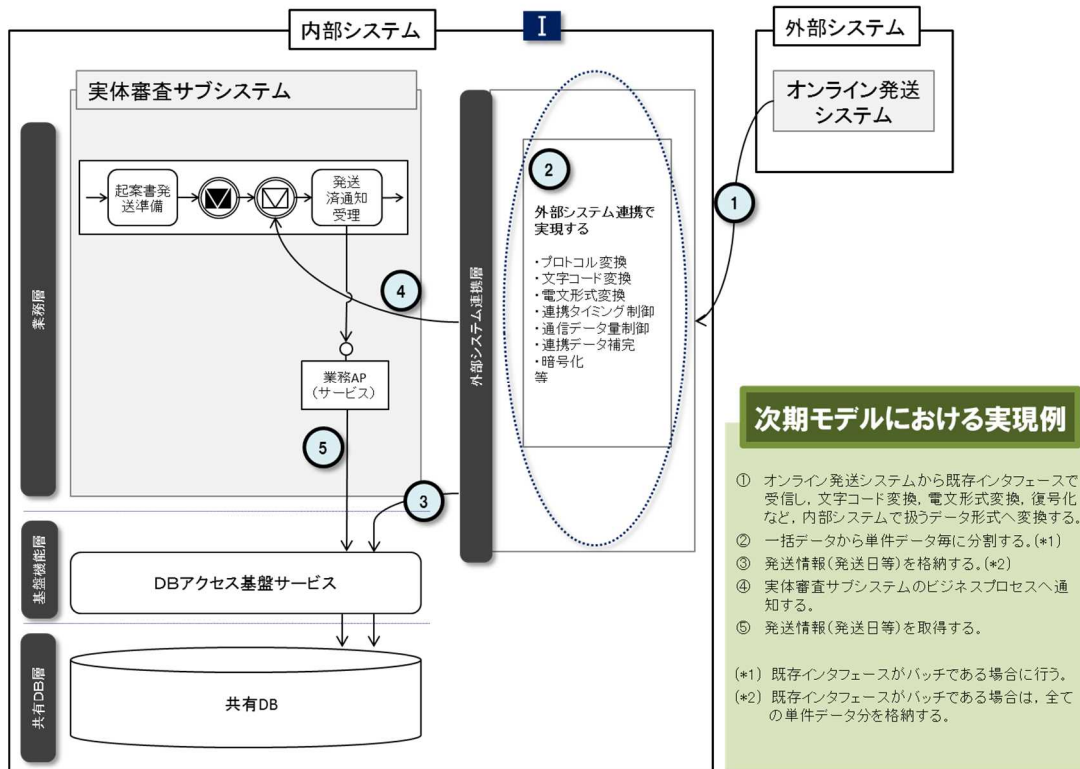 内部システム
I
外部システム
実体審査サブシステム
オンライン発送
システム
業務層
起案書発
送準備
発送
済通知
受理
外部システム連携層
②
外部システム連携で
実現する
・プロトコル変換
・文字コード変換
・電文形式変換
・連携タイミング制御
・通信データ量制御
・連携データ補完
・暗号化
等
①
④
業務AP
（サービス）
⑤
③
次期モデルにおける実現例
① オンライン発送システムから既存インタフェースで
受信し，文字コード変換，電文形式変換，復号化
など，内部システムで扱うデータ形式へ変換する。
② 一括データから単件データ毎に分割する。(*1)
③ 発送情報(発送日等)を格納する。(*2)
④ 実体審査サブシステムのビジネスプロセスへ通
知する。
⑤ 発送情報(発送日等)を取得する。
(*1) 既存インタフェースがバッチである場合に行う。
(*2) 既存インタフェースがバッチである場合は，全て
の単件データ分を格納する。
基盤機能層
DBアクセス基盤サービス
共有DB層
共有DB